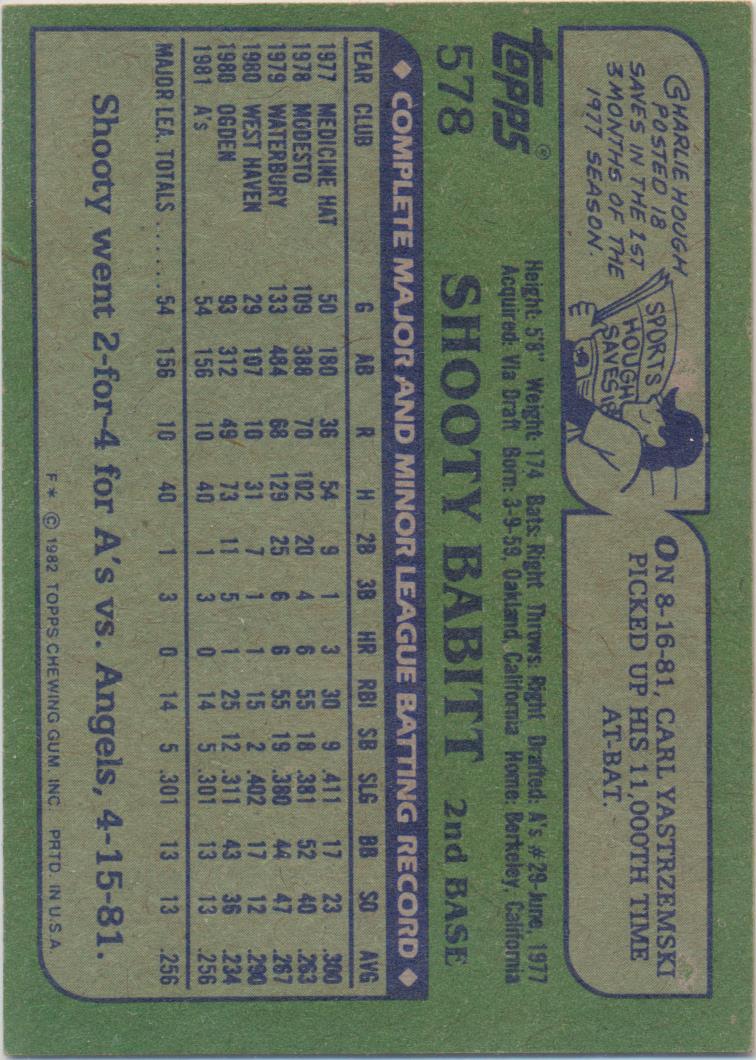 CHARLIE HOUGH
POSTED 18
SAVES IN THE 1ST
3 MONTHS OF THE
1977 SEASON.
SPORTS
HOUGH
SAVES 18
ON 8-16-81, CARL YASTRZEMSKI
PICKED UP HIS 11,000TH TIME
AT-BAT.
topps®
578
Height: 5'8" Weight: 174 Bats: Right Throws: Right Drafted: A's #29-June, 1977
Acquired: Via Draft Born: 3-9-59, Oakland, California Home: Berkeley, California
SHOOTY BABITT 2nd BASE
◆ COMPLETE MAJOR AND MINOR LEAGUE BATTING RECORD ◆
YEAR CLUB G AB R H 2B 3B HR RBI SB SLG BB SO AVG
1977 MEDICINE HAT 50 180 36 54 9 1 3 30 9 .411 17 23 .300
1978 MODESTO 109 388 70 102 20 4 6 55 18 .381 52 40 .263
1979 WATERBURY 133 484 68 129 25 6 6 55 19 .380 44 47 .267
1980 WEST HAVEN 29 107 10 31 7 1 1 15 2 .402 17 12 .290
1980 OGDEN 93 312 49 73 11 5 1 25 12 .311 43 36 .234
1981 A's 54 156 10 40 1 3 0 14 5 .301 13 13 .256
MAJOR LEA. TOTALS ...... 54 156 10 40 1 3 0 14 5 .301 13 13 .256
Shooty went 2-for-4 for A's vs. Angels, 4-15-81.
F* © 1982 TOPPS CHEWING GUM, INC. PRTD. IN U.S.A.